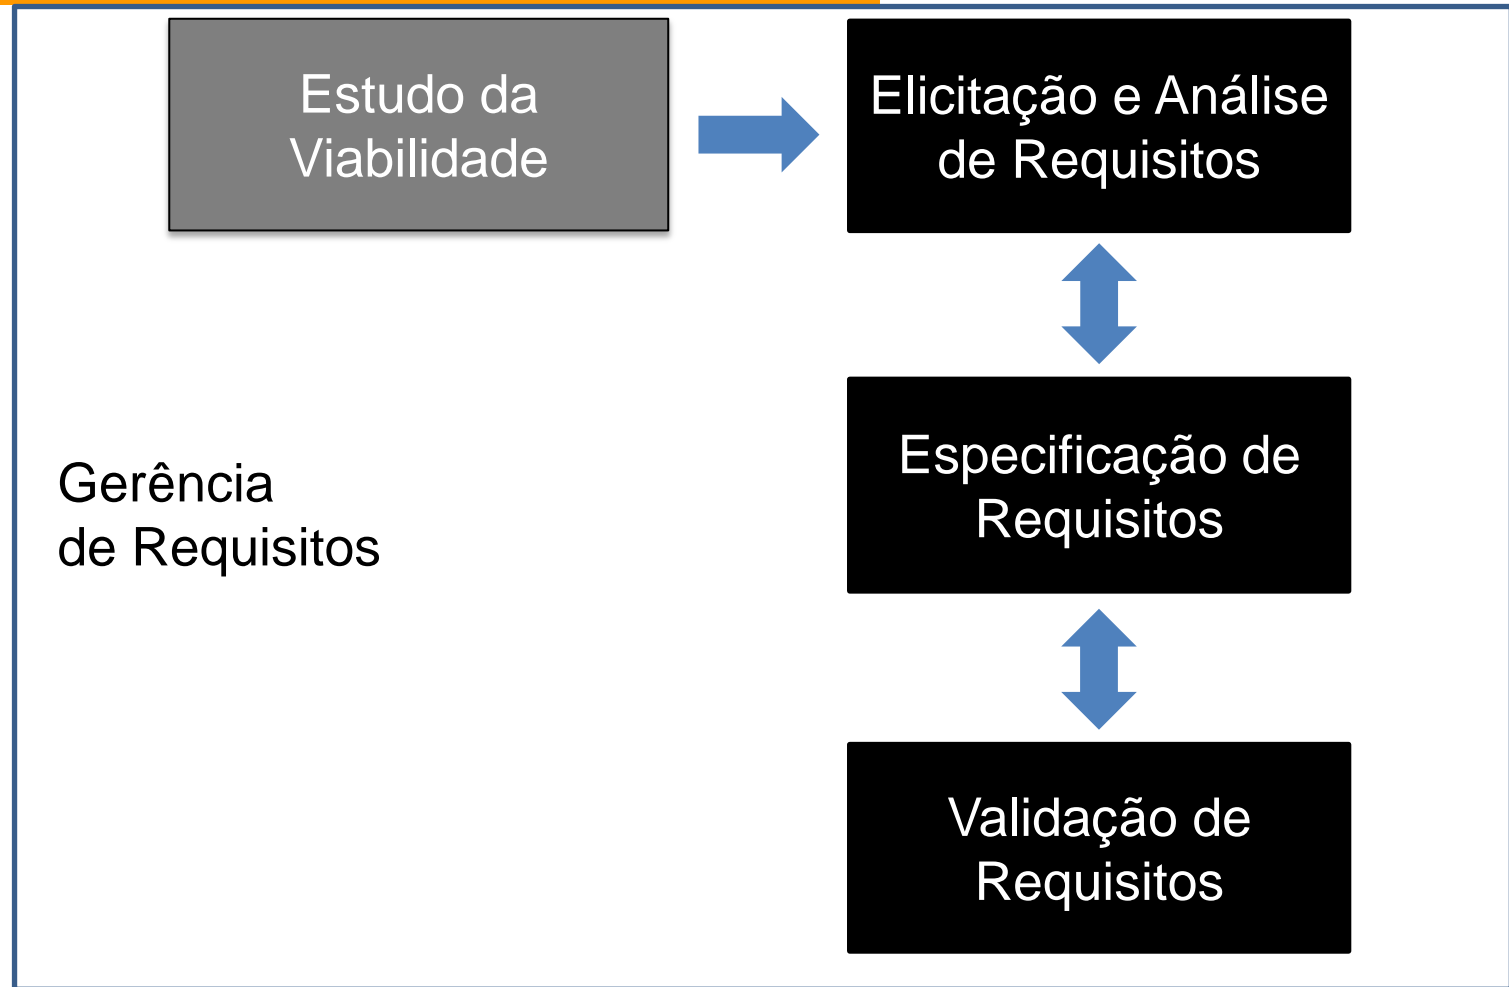 Estudo da
Viabilidade
Elicitação e Análise
de Requisitos
Especificação de
Requisitos
Gerência
de Requisitos
Validação de
Requisitos